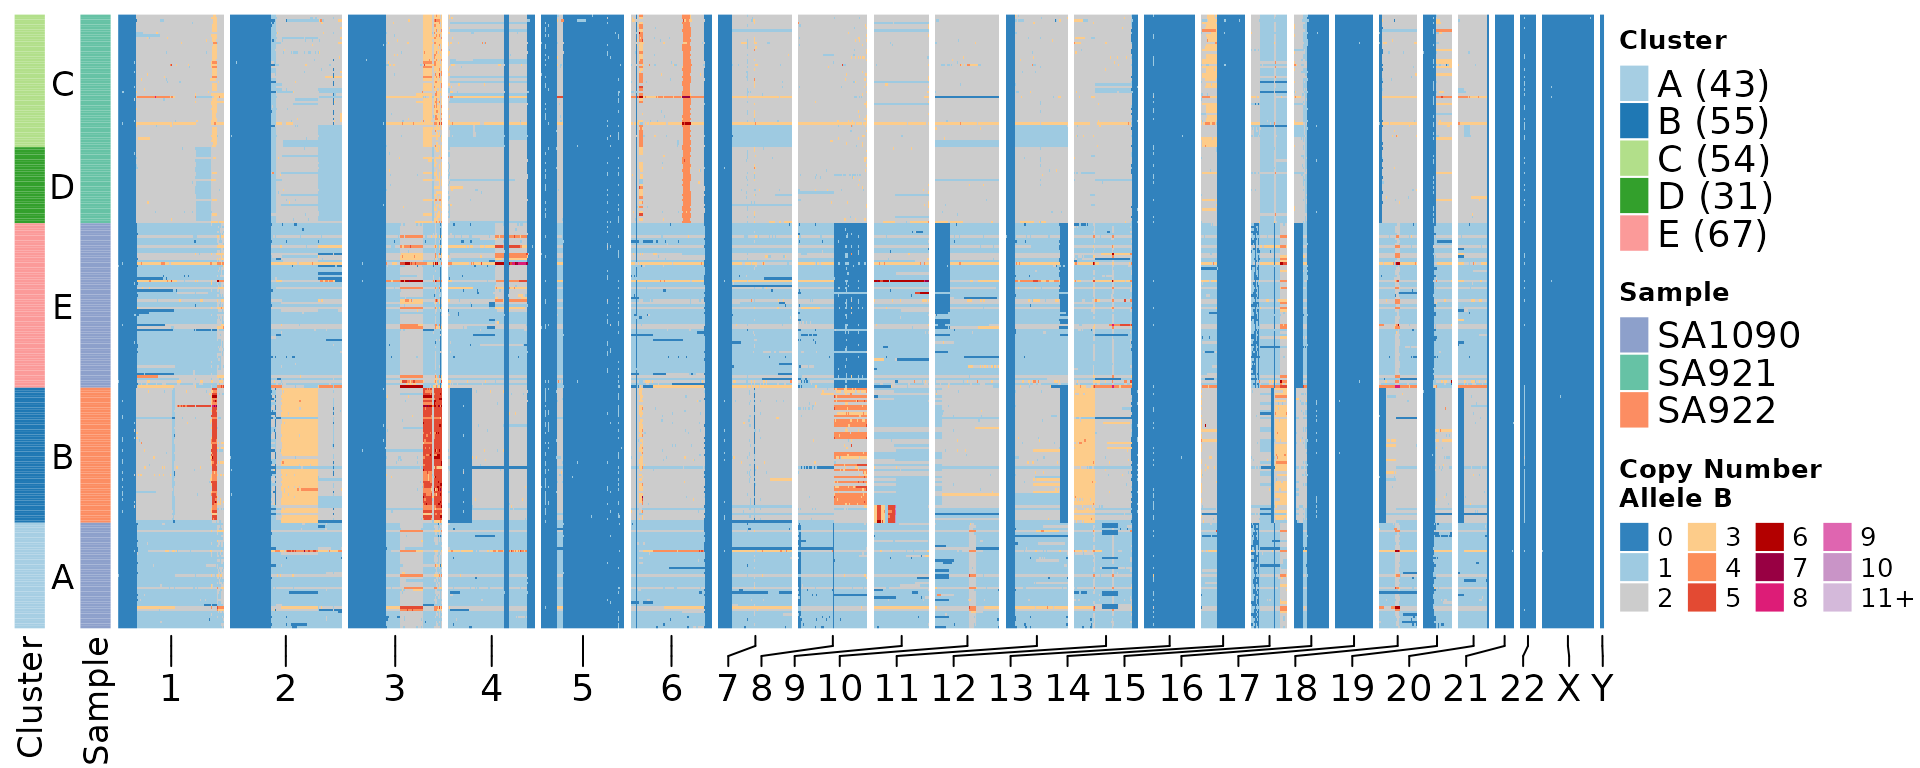 C
D
E
B
A
Cluster
Sample
1 2 3 4 5 6 7 8 9 10 11 12 13 14 15 16 17 18 19 20 21 22 X Y
Cluster
A (43)
B (55)
C (54)
D (31)
E (67)
Sample
SA1090
SA921
SA922
Copy Number
Allele B
0 3 6 9
1 4 7 10
2 5 8 11+